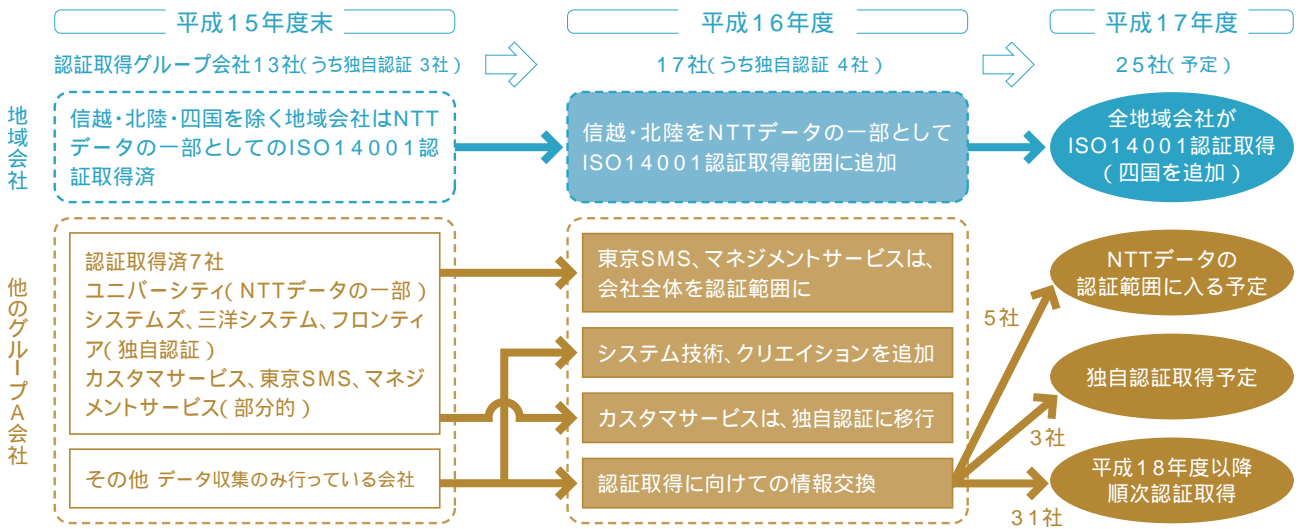 平成15年度末
平成16年度
平成17年度
認証取得グループ会社13社(うち独自認証 3社)
17社(うち独自認証 4社)
25社(予定)
地域会社
信越・北陸・四国を除く地域会社はNTT
データの一部としてのISO14001認
証取得済
信越・北陸をNTTデータの一部として
ISO14001認証取得範囲に追加
全地域会社が
ISO14001認証取得
(四国を追加)
他のグループA会社
認証取得済7社
ユニバーシティ(NTTデータの一部)
システムズ、三洋システム、フロンティ
ア(独自認証)
カスタマサービス、東京SMS、マネジ
メントサービス(部分的)
その他 データ収集のみ行っている会社
東京SMS、マネジメントサービスは、
会社全体を認証範囲に
システム技術、クリエイションを追加
カスタマサービスは、独自認証に移行
認証取得に向けての情報交換
5社
3社
31社
NTTデータの
認証範囲に入る予定
独自認証取得予定
平成18年度以降
順次認証取得